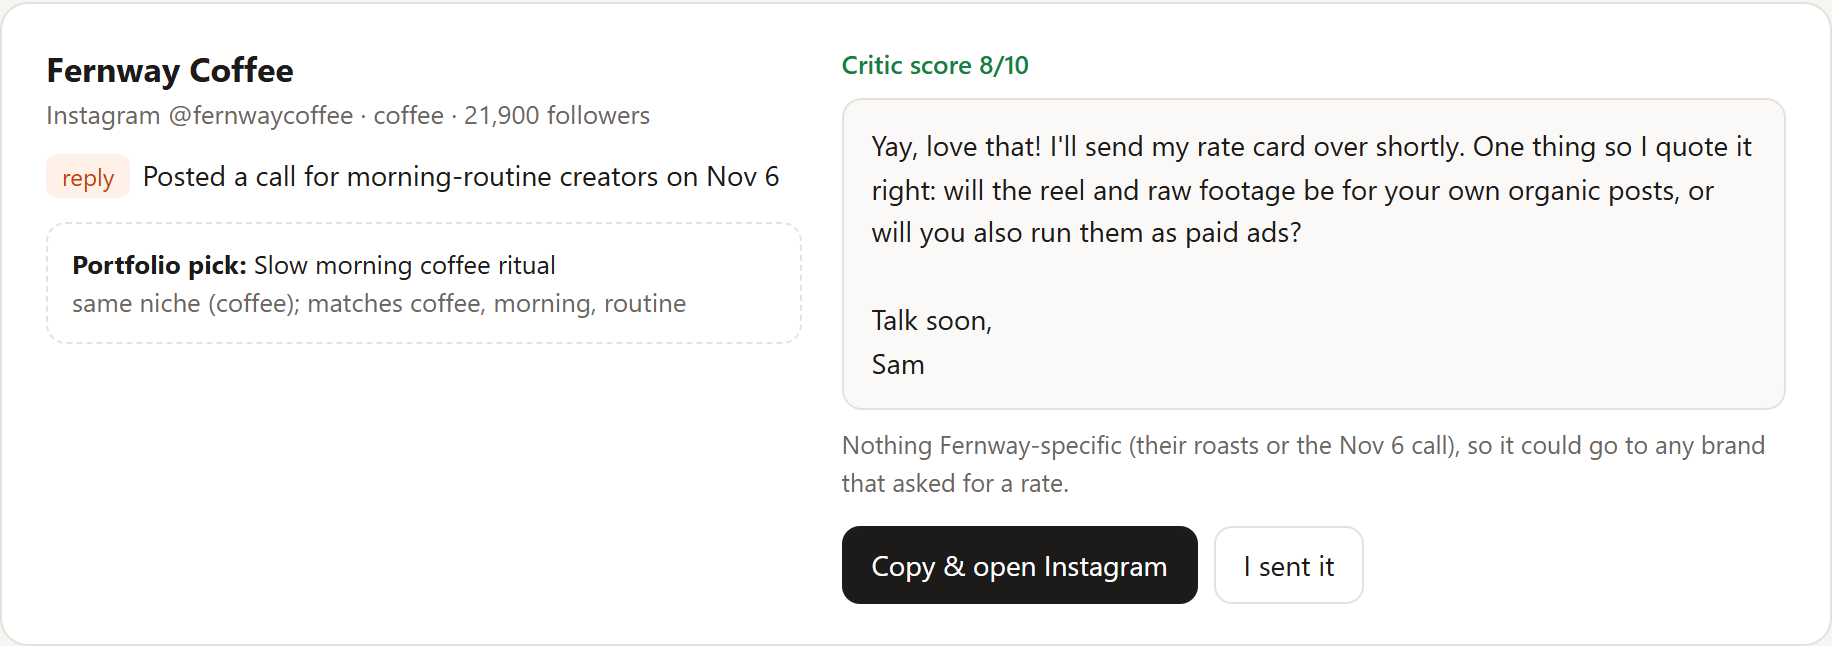 Fernway Coffee
Instagram @fernwaycoffee · coffee · 21,900 followers
reply Posted a call for morning-routine creators on Nov 6
Portfolio pick: Slow morning coffee ritual
same niche (coffee); matches coffee, morning, routine
Critic score 8/10
Yay, love that! I'll send my rate card over shortly. One thing so I quote it
right: will the reel and raw footage be for your own organic posts, or
will you also run them as paid ads?
Talk soon,
Sam
Nothing Fernway-specific (their roasts or the Nov 6 call), so it could go to any brand
that asked for a rate.
Copy & open Instagram
I sent it